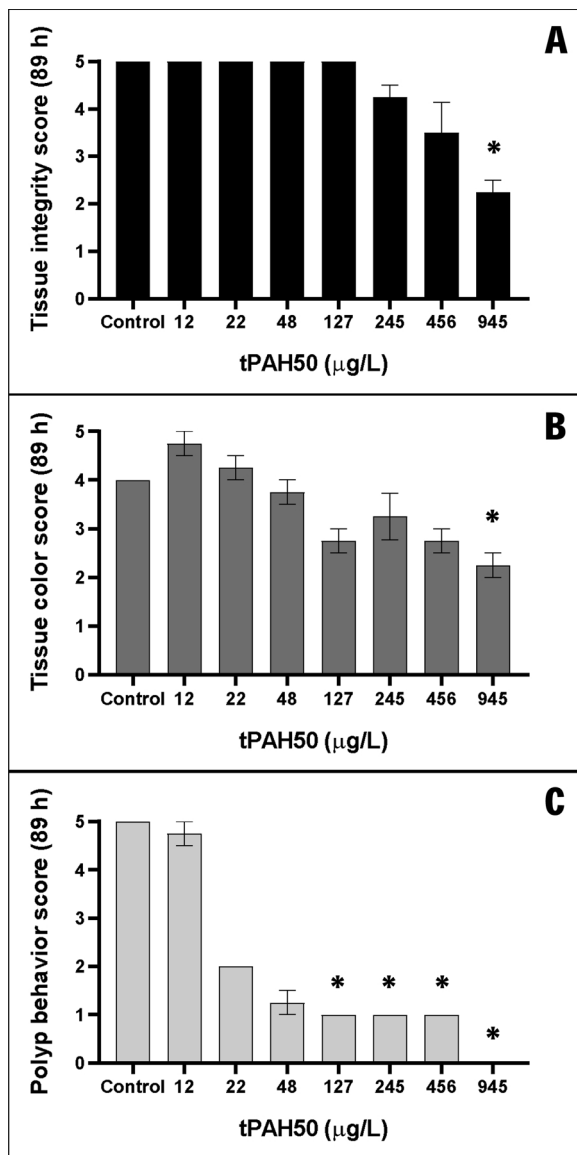 A
Tissue integrity score (89 h)
5
4
3
2
1
0
*
Control 12 22 48 127 245 456 945
tPAH50 (μg/L)
B
Tissue color score (89 h)
5
4
3
2
1
0
*
Control 12 22 48 127 245 456 945
tPAH50 (μg/L)
C
Polyp behavior score (89 h)
5
4
3
2
1
0
* * * *
Control 12 22 48 127 245 456 945
tPAH50 (μg/L)